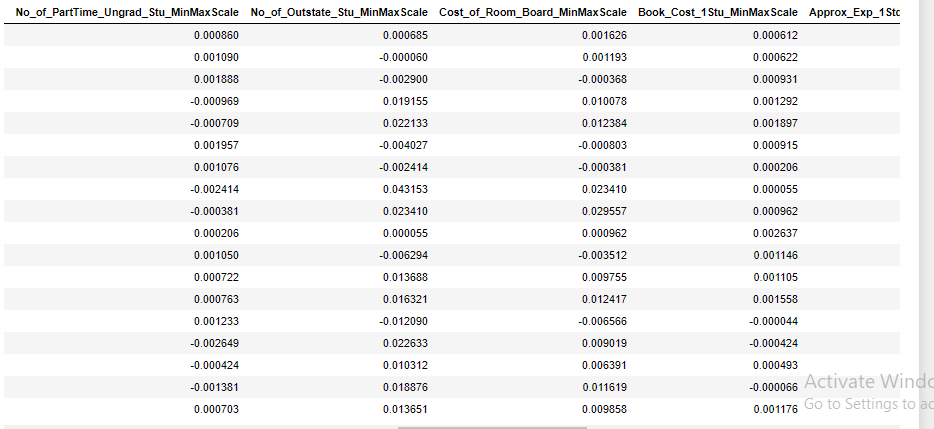 No_of_PartTime_Ungrad_Stu_MinMaxScale No_of_Outstate_Stu_MinMaxScale Cost_of_Room_Board_MinMaxScale Book_Cost_1Stu_MinMaxScale Approx_Exp_1Std
0.000860 0.000685 0.001626 0.000612
0.001090 -0.000060 0.001193 0.000622
0.001888 -0.002900 -0.000368 0.000931
-0.000969 0.019155 0.010078 0.001292
-0.000709 0.022133 0.012384 0.001897
0.001957 -0.004027 -0.000803 0.000915
0.001076 -0.002414 -0.000381 0.000206
-0.002414 0.043153 0.023410 0.000055
-0.000381 0.023410 0.029557 0.000962
0.000206 0.000055 0.000962 0.002637
0.001050 -0.006294 -0.003512 0.001146
0.000722 0.013688 0.009755 0.001105
0.000763 0.016321 0.012417 0.001558
0.001233 -0.012090 -0.006566 -0.000044
-0.002649 0.022633 0.009019 -0.000424
-0.000424 0.010312 0.006391 0.000493
-0.001381 0.018876 0.011619 -0.000066
0.000703 0.013651 0.009858 0.001176
Activate Windo
Go to Settings to ac